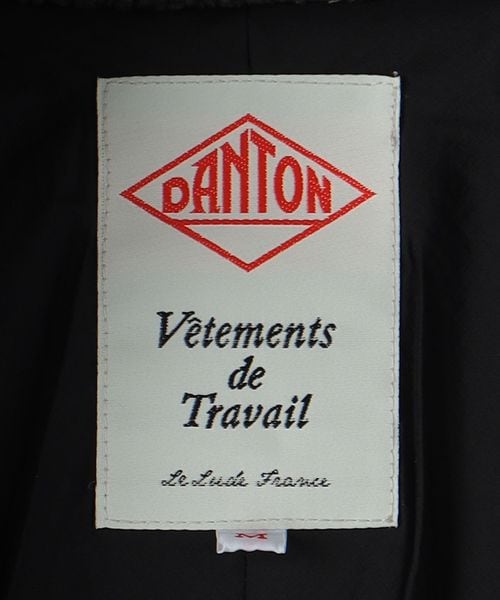 DANTON
Vêtements
de
Travail
Le Lude France
M